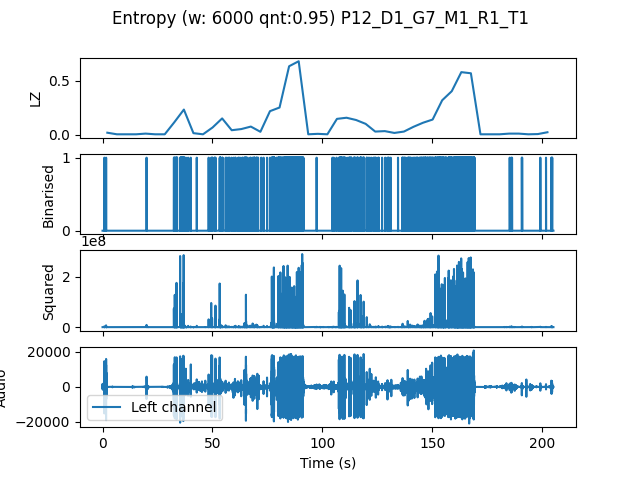 Entropy (w: 6000 qnt:0.95) P12_D1_G7_M1_R1_T1
LZ
0.5
0.0
Binarised
1
0
1e8
Squared
2
0
Audio
20000
0
−20000
Left channel
0
50
100
150
200
Time (s)